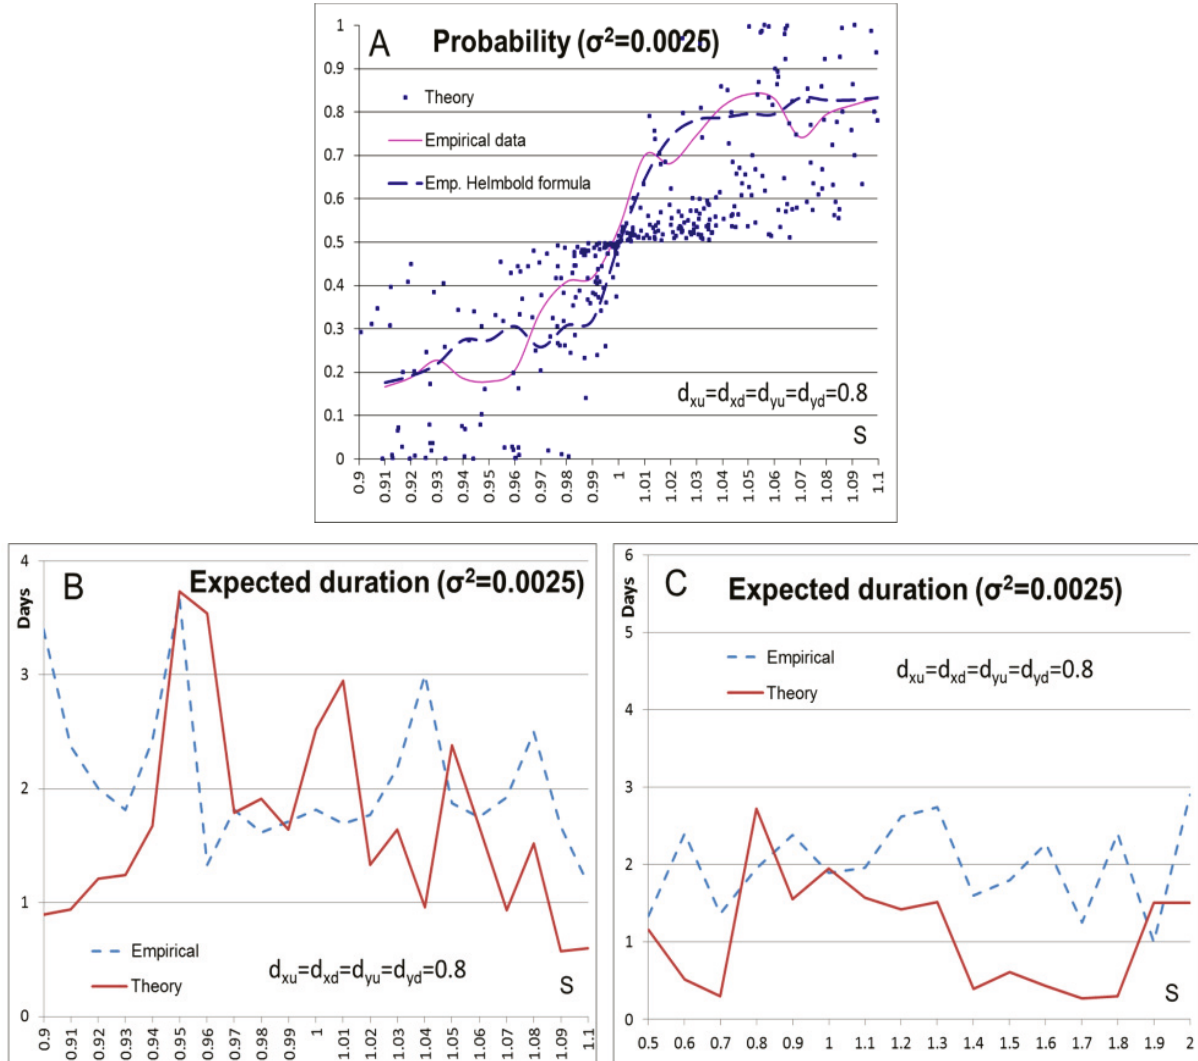 A Probability (σ²=0.0025)
1
0.9
0.8
0.7
0.6
0.5
0.4
0.3
0.2
0.1
0
Theory
Empirical data
Emp. Helmbold formula
dxu=dxd=dyu=dyd=0.8
S
0.9 0.91 0.92 0.93 0.94 0.95 0.96 0.97 0.98 0.99 1 1.01 1.02 1.03 1.04 1.05 1.06 1.07 1.08 1.09 1.1
B Expected duration (σ²=0.0025)
Days
4
3
2
1
0
Empirical
Theory
dxu=dxd=dyu=dyd=0.8
S
0.9 0.91 0.92 0.93 0.94 0.95 0.96 0.97 0.98 0.99 1 1.01 1.02 1.03 1.04 1.05 1.06 1.07 1.08 1.09 1.1
C Expected duration (σ²=0.0025)
Days
6
5
4
3
2
1
0
Empirical
Theory
dxu=dxd=dyu=dyd=0.8
S
0.5 0.6 0.7 0.8 0.9 1 1.1 1.2 1.3 1.4 1.5 1.6 1.7 1.8 1.9 2